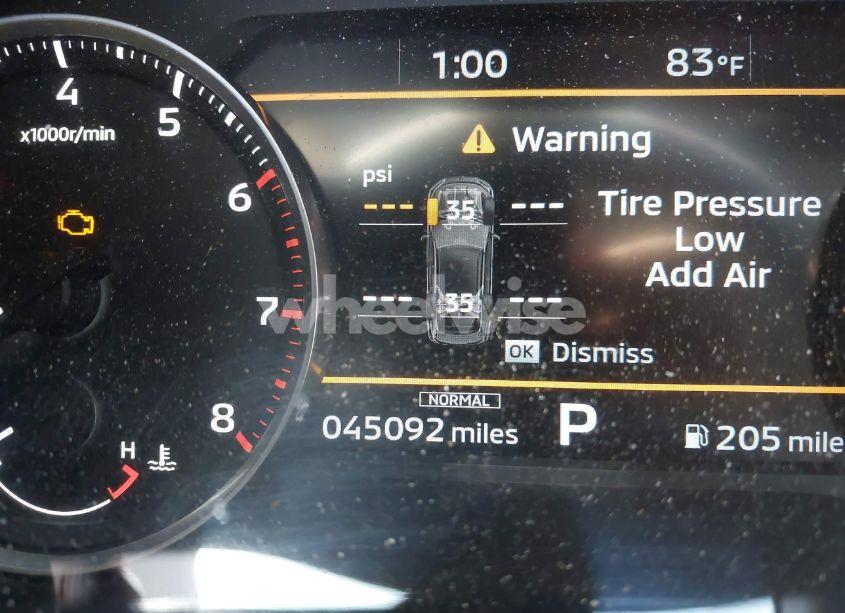 1:00 83°F
4
5
x1000r/min
Warning
psi
6
--- 35 ---
Tire Pressure
Low
Add Air
7
--- 35 ---
wheelwise
OK Dismiss
NORMAL
8
045092 miles P 205 mile
H